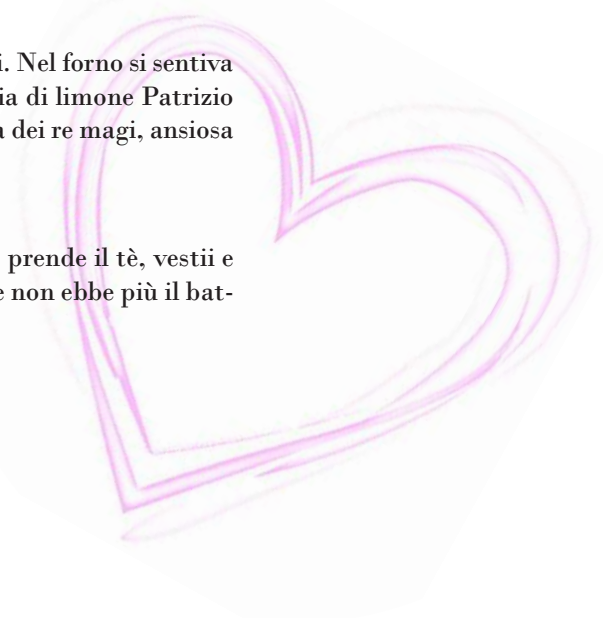 i. Nel forno si sentiva
ia di limone Patrizio
a dei re magi, ansiosa
prende il tè, vestii e
e non ebbe più il bat-